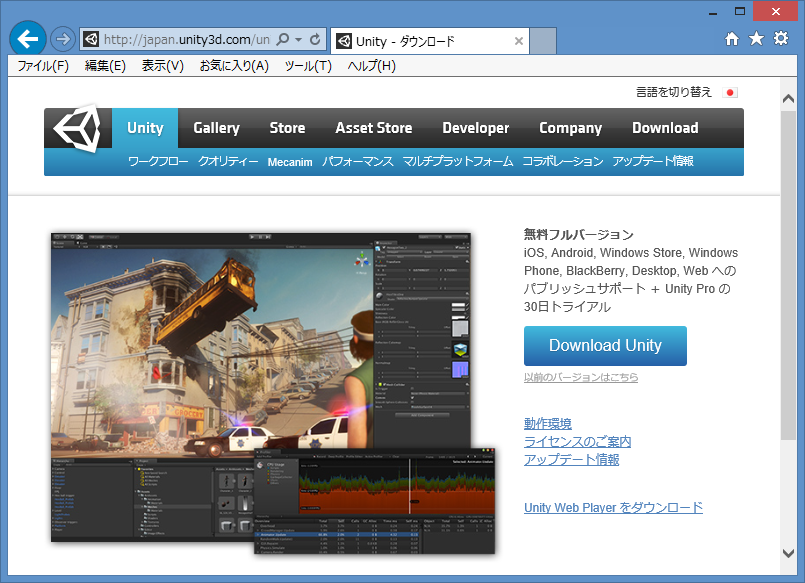 http://japan.unity3d.com/un
Unity - ダウンロード
ファイル(F) 編集(E) 表示(V) お気に入り(A) ツール(T) ヘルプ(H)
言語を切り替え
Unity Gallery Store Asset Store Developer Company Download
ワークフロー クオリティー Mecanim パフォーマンス マルチプラットフォーム コラボレーション アップデート情報
無料フルバージョン
iOS, Android, Windows Store, Windows
Phone, BlackBerry, Desktop, Web への
パブリッシュサポート + Unity Pro の
30日トライアル
Download Unity
以前のバージョンはこちら
動作環境
ライセンスのご案内
アップデート情報
Unity Web Player をダウンロード